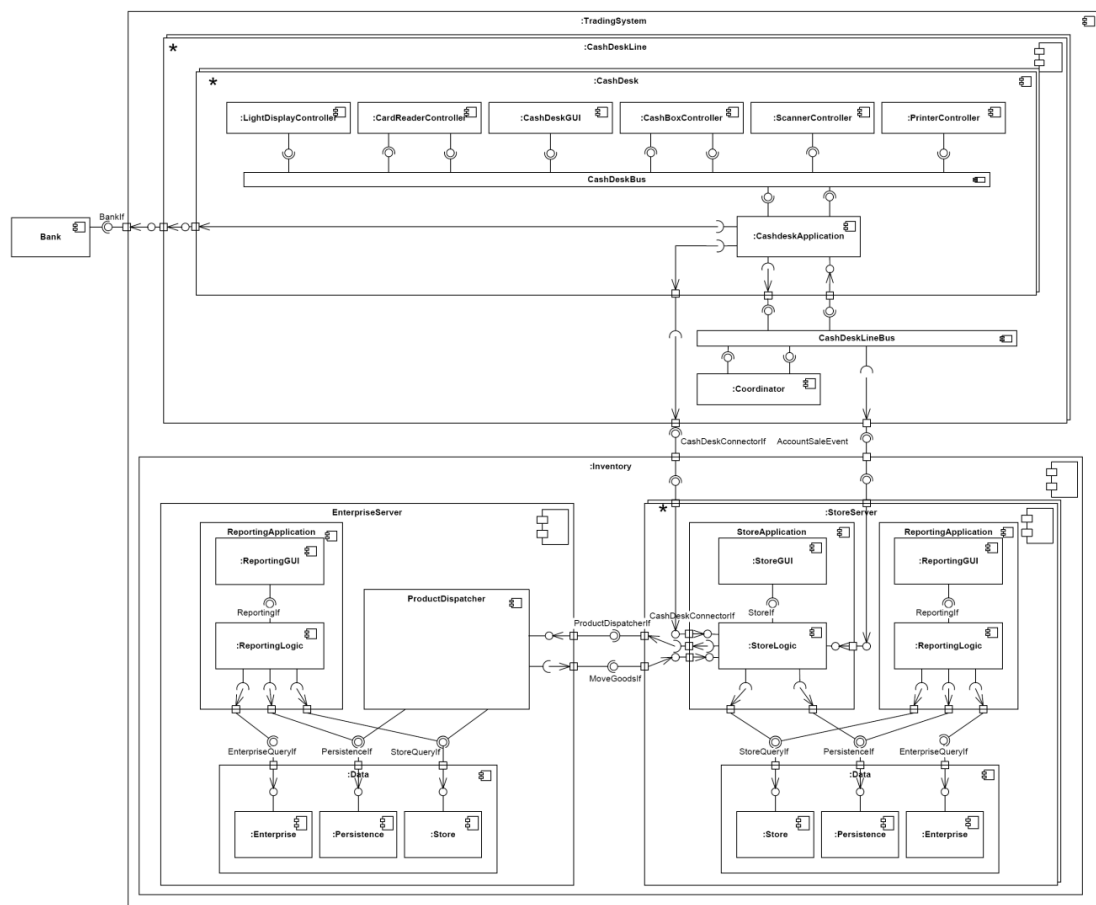 :TradingSystem
* :CashDeskLine
* :CashDesk
:LightDisplayController :CardReaderController :CashDeskGUI :CashBoxController :ScannerController :PrinterController
CashDeskBus
BankIf
Bank
:CashdeskApplication
CashDeskLineBus
:Coordinator
CashDeskConnectorIf AccountSaleEvent
:Inventory
EnterpriseServer
* :StoreServer
ReportingApplication
:ReportingGUI
ReportingIf
:ReportingLogic
ProductDispatcher
ProductDispatcherIf
MoveGoodsIf
StoreApplication
:StoreGUI
CashDeskConnectorIf StoreIf
:StoreLogic
ReportingApplication
:ReportingGUI
ReportingIf
:ReportingLogic
EnterpriseQueryIf PersistenceIf StoreQueryIf
:Data
:Enterprise :Persistence :Store
StoreQueryIf PersistenceIf EnterpriseQueryIf
:Data
:Store :Persistence :Enterprise